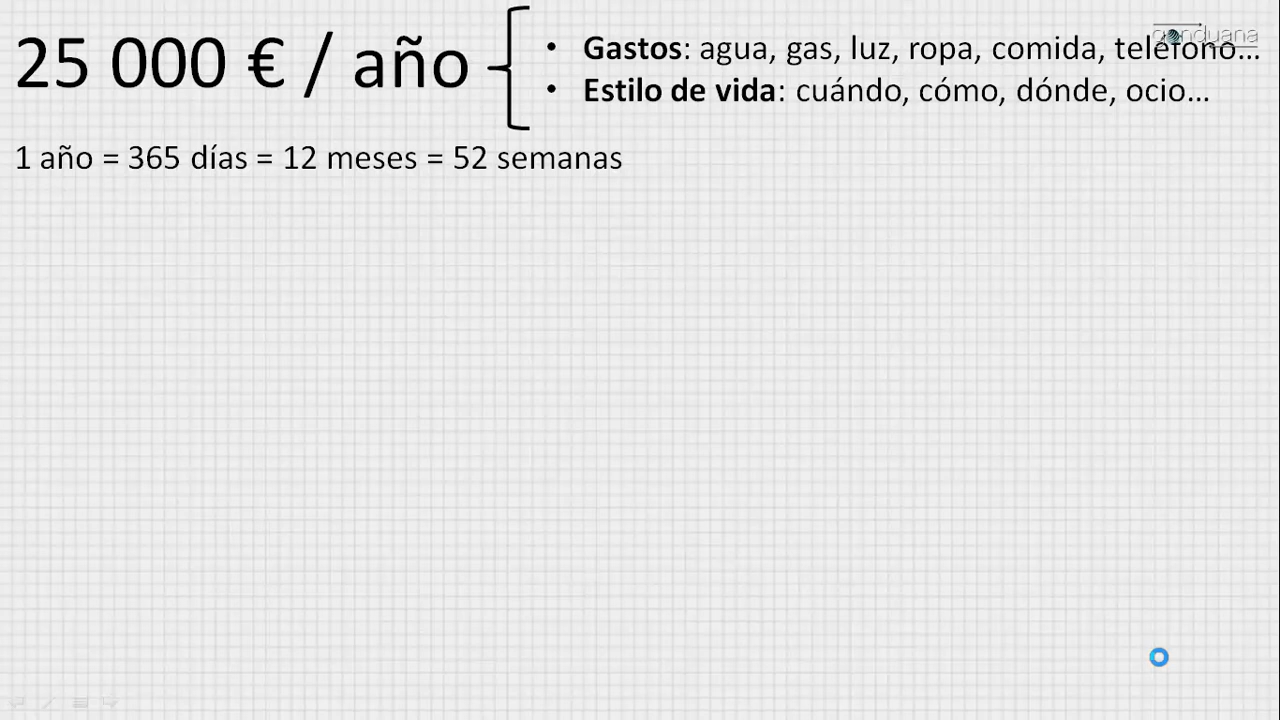 25 000 € / año
• Gastos: agua, gas, luz, ropa, comida, teléfono...
• Estilo de vida: cuándo, cómo, dónde, ocio...
1 año = 365 días = 12 meses = 52 semanas
conduana